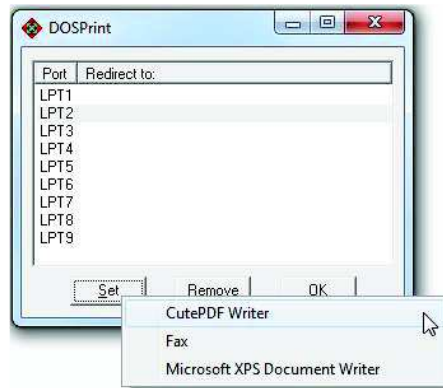 DOSPrint
Port Redirect to:
LPT1
LPT2
LPT3
LPT4
LPT5
LPT6
LPT7
LPT8
LPT9
Set Remove OK
CutePDF Writer
Fax
Microsoft XPS Document Writer